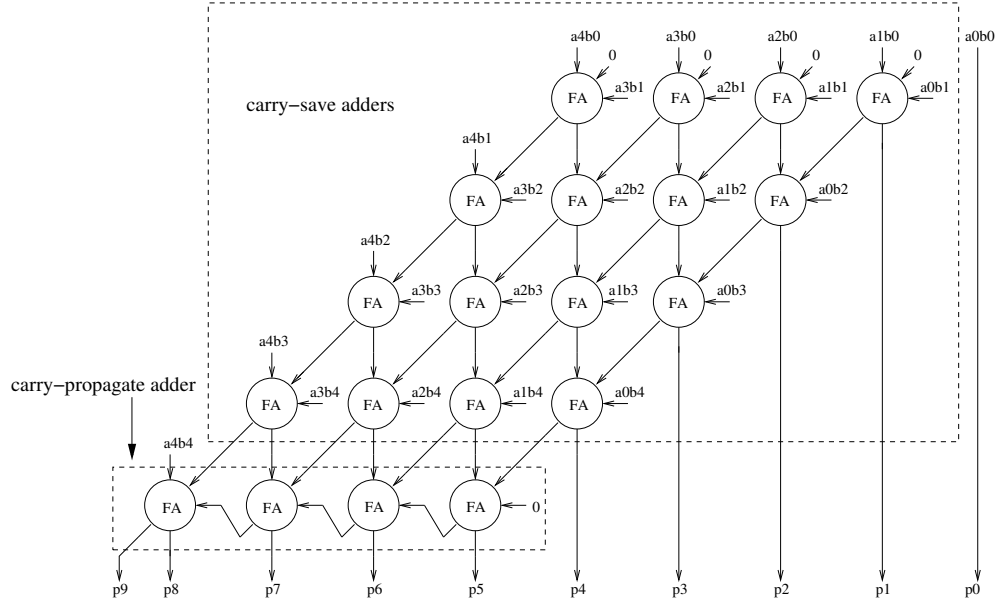 a4b0 a3b0 a2b0 a1b0 a0b0
0 0 0 0
FA a3b1 FA a2b1 FA a1b1 FA a0b1
carry−save adders
a4b1
FA a3b2 FA a2b2 FA a1b2 FA a0b2
a4b2
FA a3b3 FA a2b3 FA a1b3 FA a0b3
a4b3
carry−propagate adder
FA a3b4 FA a2b4 FA a1b4 FA a0b4
a4b4
FA FA FA FA 0
p9 p8 p7 p6 p5 p4 p3 p2 p1 p0